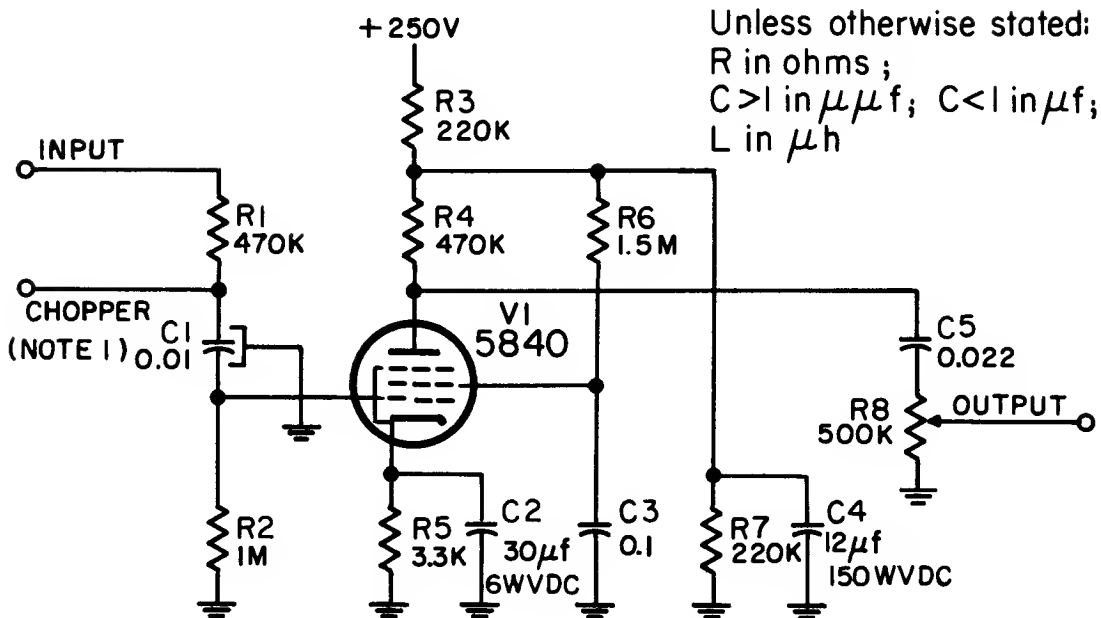 +250V
Unless otherwise stated:
R in ohms ;
C>1 in μμf; C<1 in μf;
L in μh
R3
220K
INPUT
R1
470K
R4
470K
R6
1.5M
CHOPPER
(NOTE 1)
C1
0.01
V1
5840
C5
0.022
R8
500K
OUTPUT
R2
1M
R5
3.3K
C2
30μf
6WVDC
C3
0.1
R7
220K
C4
12μf
150WVDC